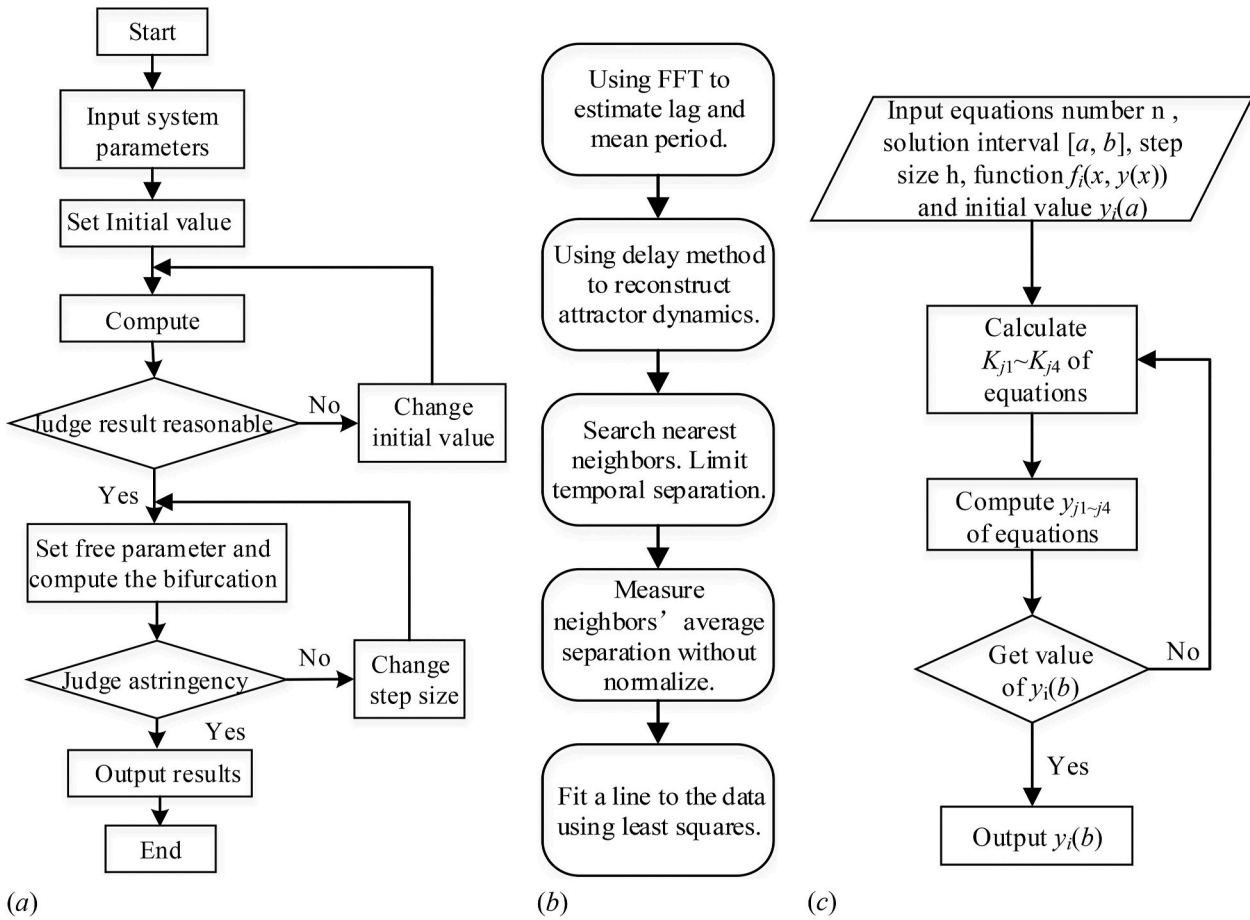 Start
Input system
parameters
Set Initial value
Compute
Judge result reasonable
No
Change
initial value
Yes
Set free parameter and
compute the bifurcation
Judge astringency
No
Change
step size
Yes
Output results
End
(a)
Using FFT to
estimate lag and
mean period.
Using delay method
to reconstruct
attractor dynamics.
Search nearest
neighbors. Limit
temporal separation.
Measure
neighbors’ average
separation without
normalize.
Fit a line to the data
using least squares.
(b)
Input equations number n ,
solution interval [a, b], step
size h, function fi(x, y(x))
and initial value yi(a)
Calculate
Kj1~Kj4 of
equations
Compute yj1~j4
of equations
Get value
of yi(b)
No
Yes
Output yi(b)
(c)